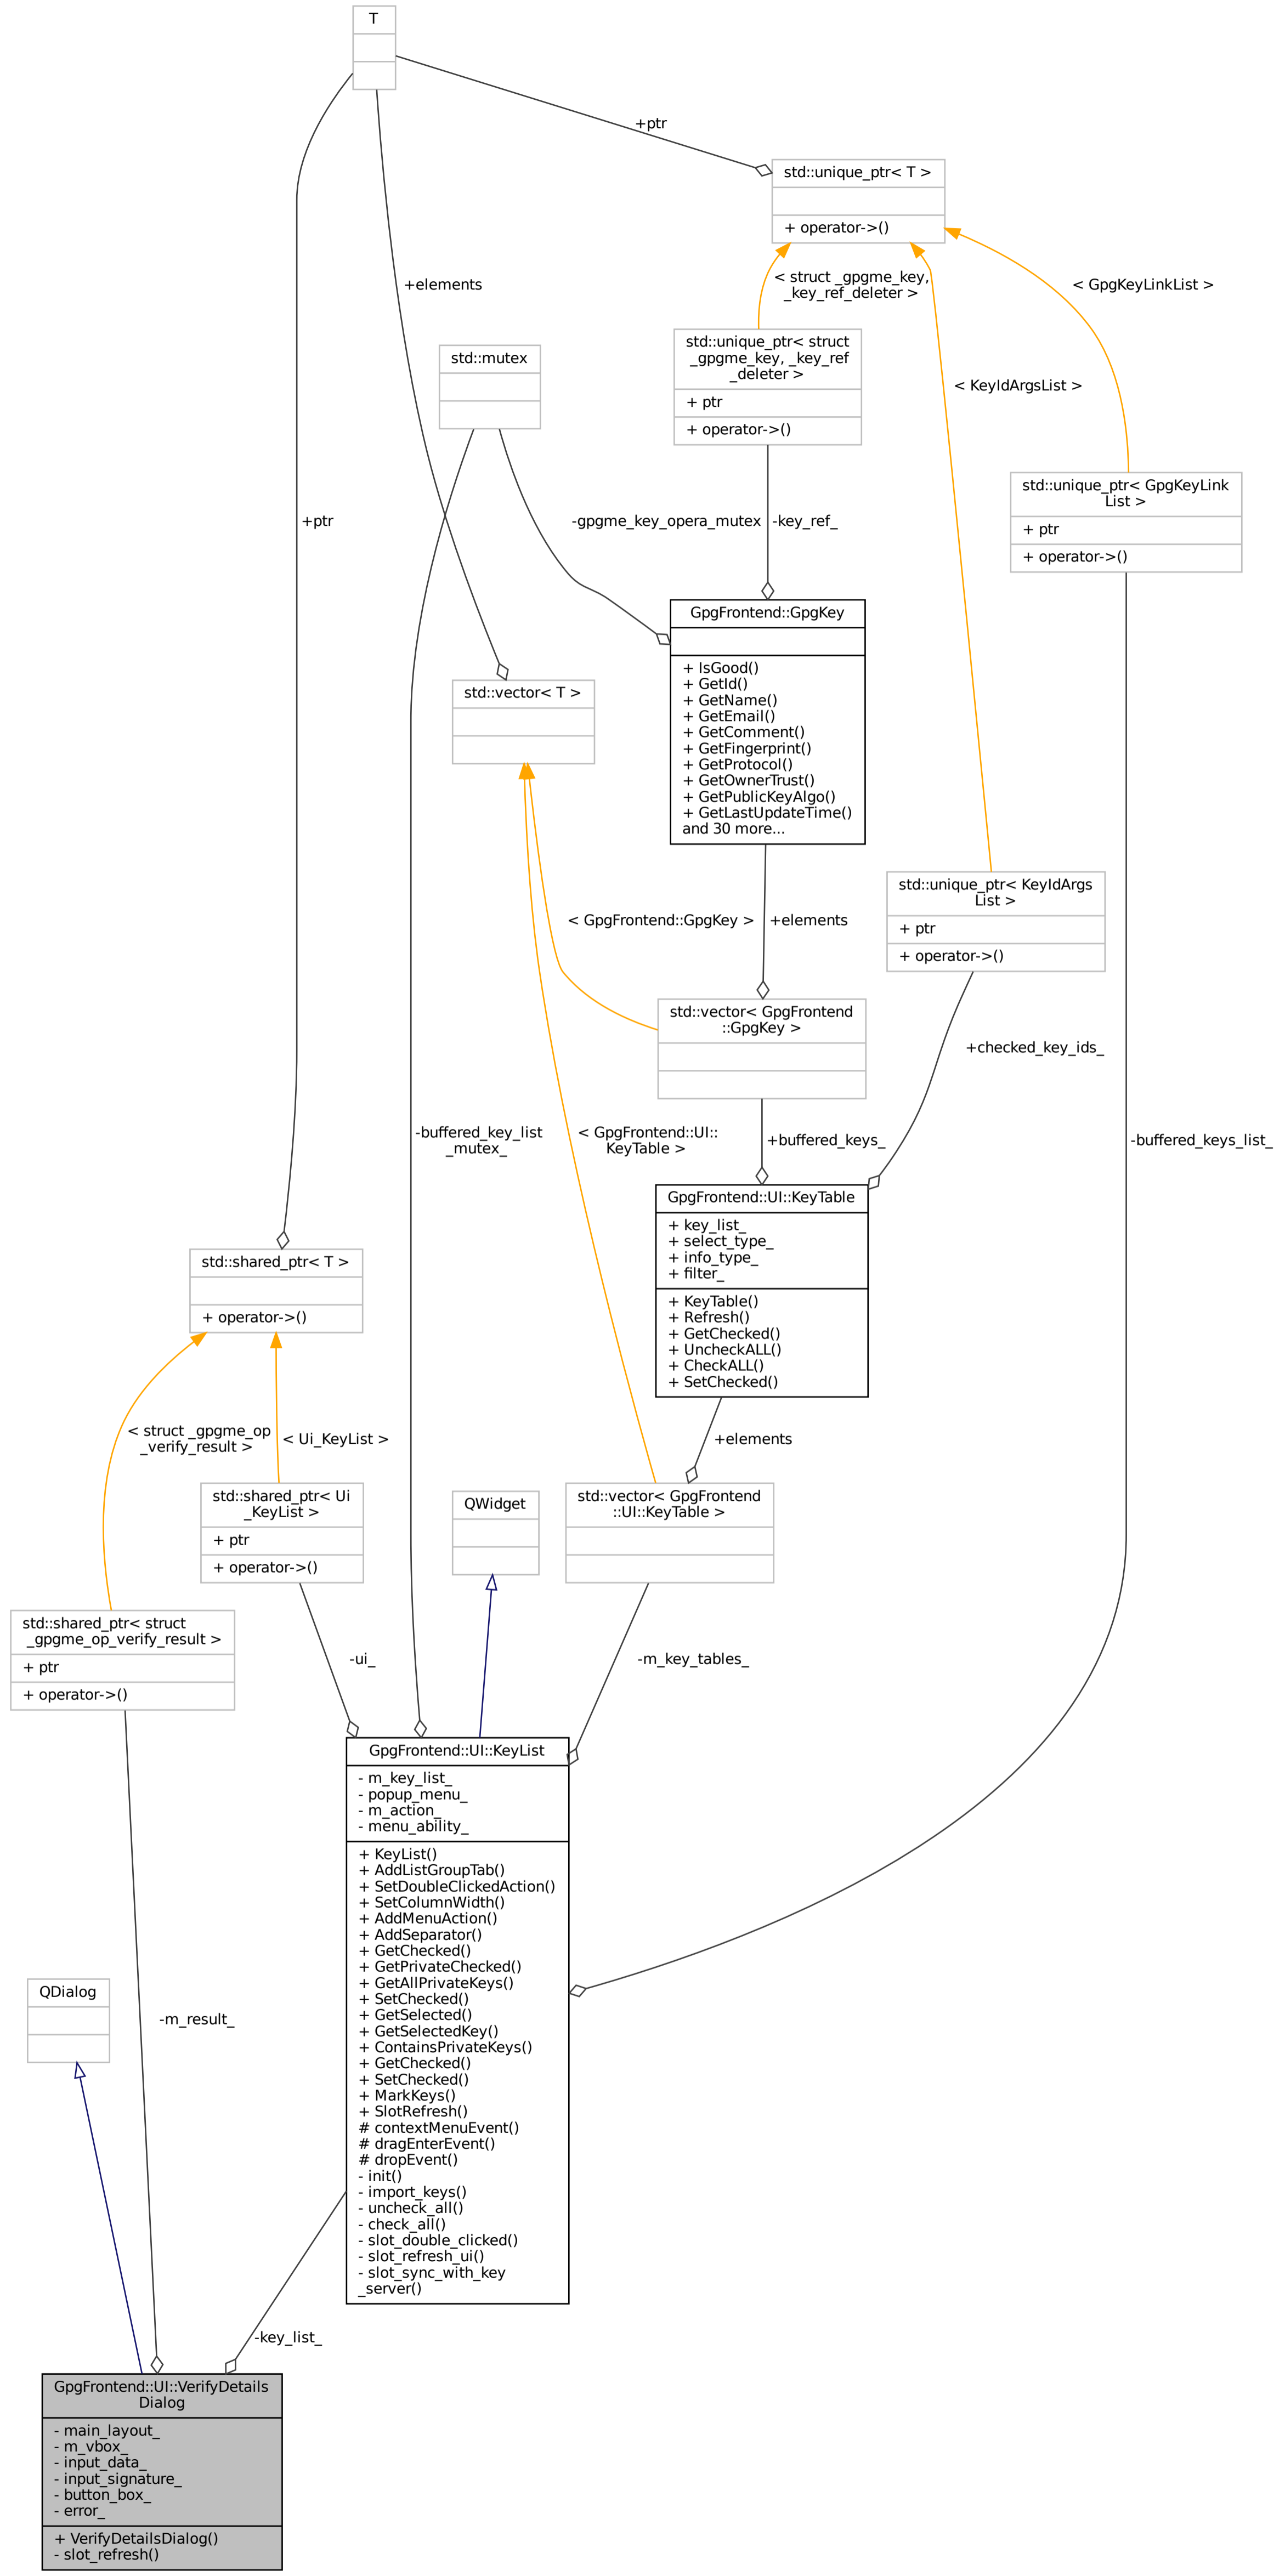 T
+ptr
std::unique_ptr< T >
+ operator->()
+elements
< struct _gpgme_key,
_key_ref_deleter >
< GpgKeyLinkList >
std::mutex
std::unique_ptr< struct
_gpgme_key, _key_ref
_deleter >
+ ptr
+ operator->()
< KeyIdArgsList >
std::unique_ptr< GpgKeyLink
List >
+ ptr
+ operator->()
+ptr
-gpgme_key_opera_mutex
-key_ref_
GpgFrontend::GpgKey
+ IsGood()
+ GetId()
+ GetName()
+ GetEmail()
+ GetComment()
+ GetFingerprint()
+ GetProtocol()
+ GetOwnerTrust()
+ GetPublicKeyAlgo()
+ GetLastUpdateTime()
and 30 more...
std::vector< T >
std::unique_ptr< KeyIdArgs
List >
+ ptr
+ operator->()
< GpgFrontend::GpgKey >
+elements
std::vector< GpgFrontend
::GpgKey >
+checked_key_ids_
-buffered_key_list
_mutex_
< GpgFrontend::UI::
KeyTable >
+buffered_keys_
-buffered_keys_list_
GpgFrontend::UI::KeyTable
+ key_list_
+ select_type_
+ info_type_
+ filter_
+ KeyTable()
+ Refresh()
+ GetChecked()
+ UncheckALL()
+ CheckALL()
+ SetChecked()
std::shared_ptr< T >
+ operator->()
< struct _gpgme_op
_verify_result >
< Ui_KeyList >
+elements
std::shared_ptr< Ui
_KeyList >
+ ptr
+ operator->()
QWidget
std::vector< GpgFrontend
::UI::KeyTable >
std::shared_ptr< struct
_gpgme_op_verify_result >
+ ptr
+ operator->()
-ui_
-m_key_tables_
GpgFrontend::UI::KeyList
- m_key_list_
- popup_menu_
- m_action_
- menu_ability_
+ KeyList()
+ AddListGroupTab()
+ SetDoubleClickedAction()
+ SetColumnWidth()
+ AddMenuAction()
+ AddSeparator()
+ GetChecked()
+ GetPrivateChecked()
+ GetAllPrivateKeys()
+ SetChecked()
+ GetSelected()
+ GetSelectedKey()
+ ContainsPrivateKeys()
+ GetChecked()
+ SetChecked()
+ MarkKeys()
+ SlotRefresh()
# contextMenuEvent()
# dragEnterEvent()
# dropEvent()
- init()
- import_keys()
- uncheck_all()
- check_all()
- slot_double_clicked()
- slot_refresh_ui()
- slot_sync_with_key
_server()
QDialog
-m_result_
-key_list_
GpgFrontend::UI::VerifyDetails
Dialog
- main_layout_
- m_vbox_
- input_data_
- input_signature_
- button_box_
- error_
+ VerifyDetailsDialog()
- slot_refresh()